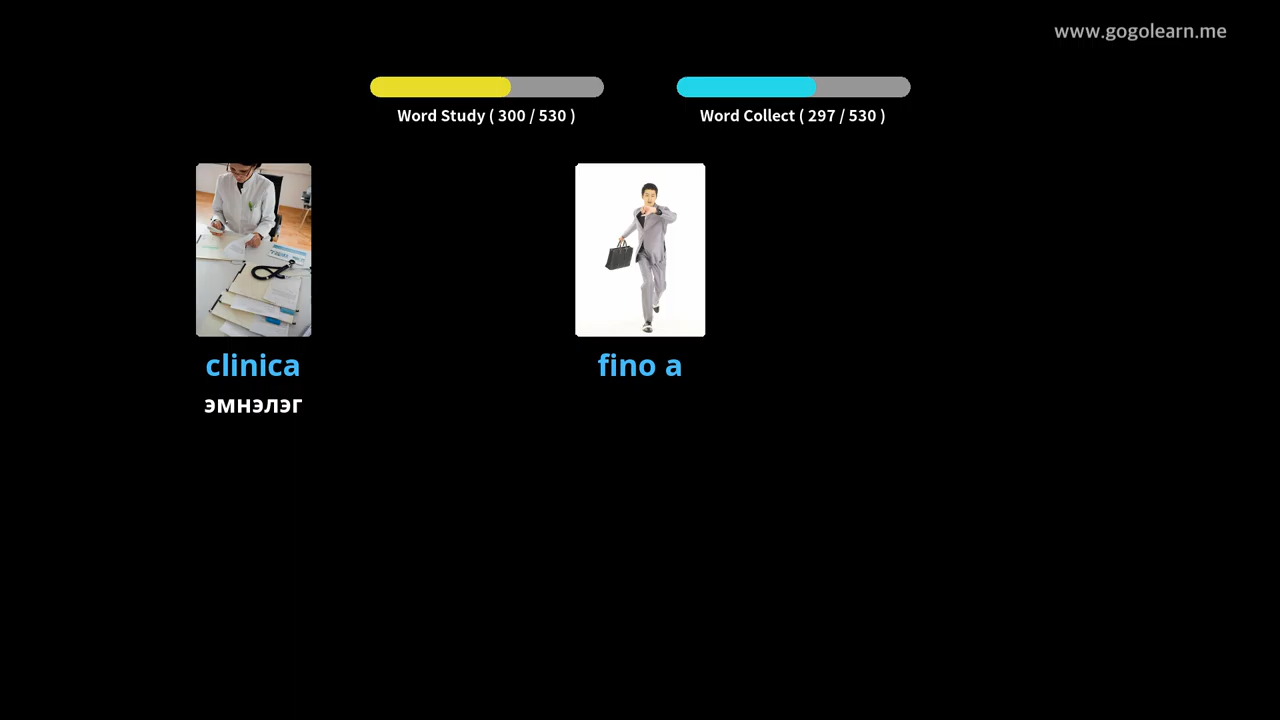 www.gogolearn.me
Word Study ( 300 / 530 )
Word Collect ( 297 / 530 )
clinica
эмнэлэг
fino a